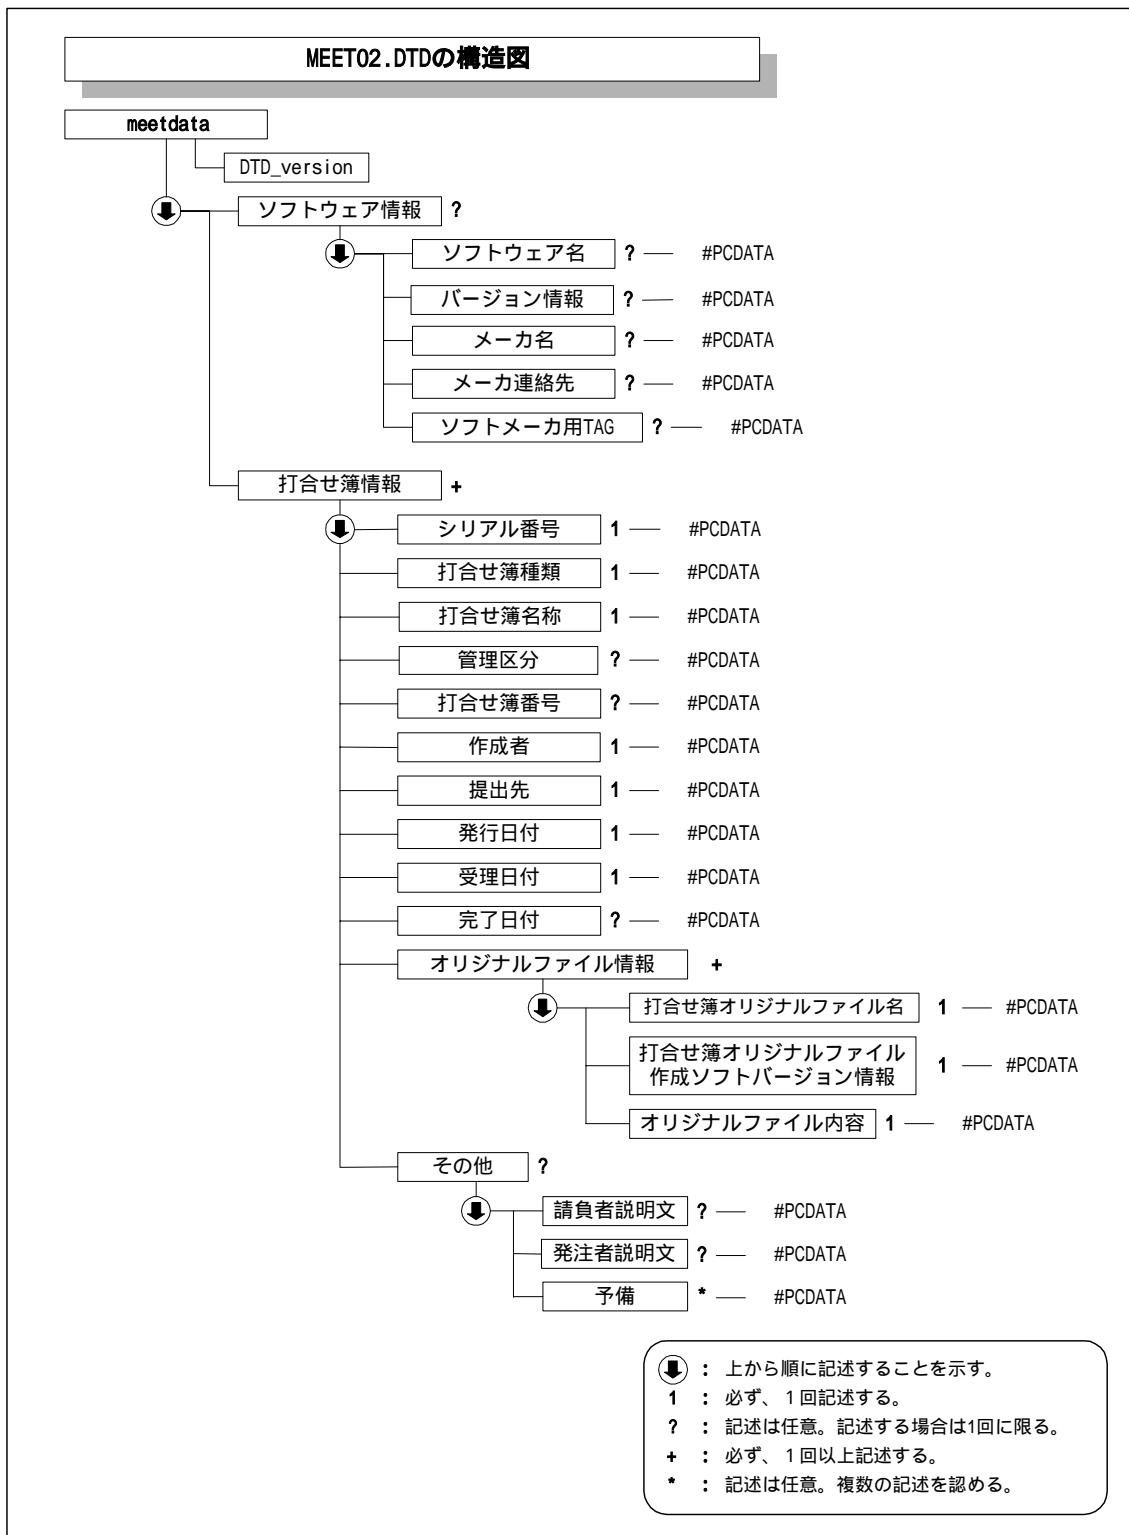 MEET02.DTDの構造図
meetdata
DTD_version
ソフトウェア情報 ?
ソフトウェア名 ? #PCDATA
バージョン情報 ? #PCDATA
メーカ名 ? #PCDATA
メーカ連絡先 ? #PCDATA
ソフトメーカ用TAG ? #PCDATA
打合せ簿情報 +
シリアル番号 1 #PCDATA
打合せ簿種類 1 #PCDATA
打合せ簿名称 1 #PCDATA
管理区分 ? #PCDATA
打合せ簿番号 ? #PCDATA
作成者 1 #PCDATA
提出先 1 #PCDATA
発行日付 1 #PCDATA
受理日付 1 #PCDATA
完了日付 ? #PCDATA
オリジナルファイル情報 +
打合せ簿オリジナルファイル名 1 #PCDATA
打合せ簿オリジナルファイル
作成ソフトバージョン情報 1 #PCDATA
オリジナルファイル内容 1 #PCDATA
その他 ?
請負者説明文 ? #PCDATA
発注者説明文 ? #PCDATA
予備 * #PCDATA
: 上から順に記述することを示す。
1 : 必ず、1回記述する。
? : 記述は任意。記述する場合は1回に限る。
+ : 必ず、1回以上記述する。
* : 記述は任意。複数の記述を認める。